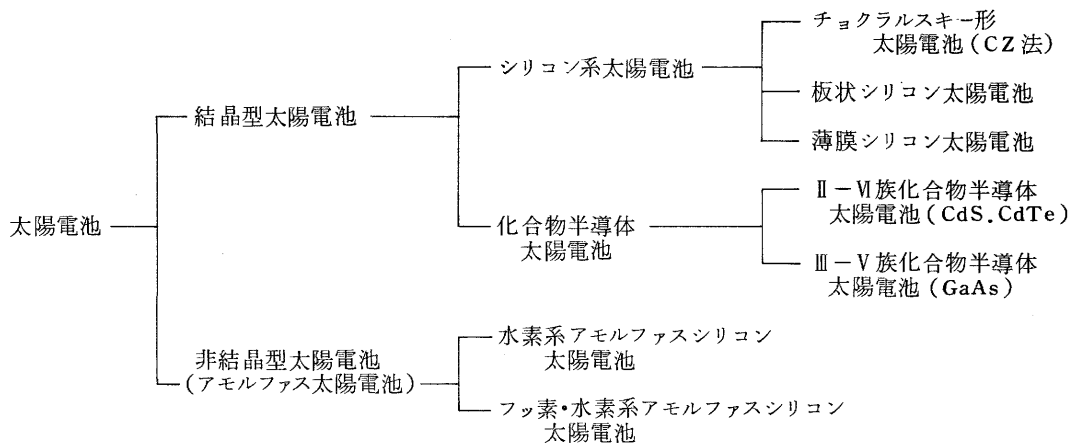 太陽電池
結晶型太陽電池
シリコン系太陽電池
チョクラルスキー形
太陽電池(CZ法)
板状シリコン太陽電池
薄膜シリコン太陽電池
化合物半導体
太陽電池
Ⅱ－Ⅵ族化合物半導体
太陽電池(CdS.CdTe)
Ⅲ－Ⅴ族化合物半導体
太陽電池(GaAs)
非結晶型太陽電池
(アモルファス太陽電池)
水素系アモルファスシリコン
太陽電池
フッ素・水素系アモルファスシリコン
太陽電池